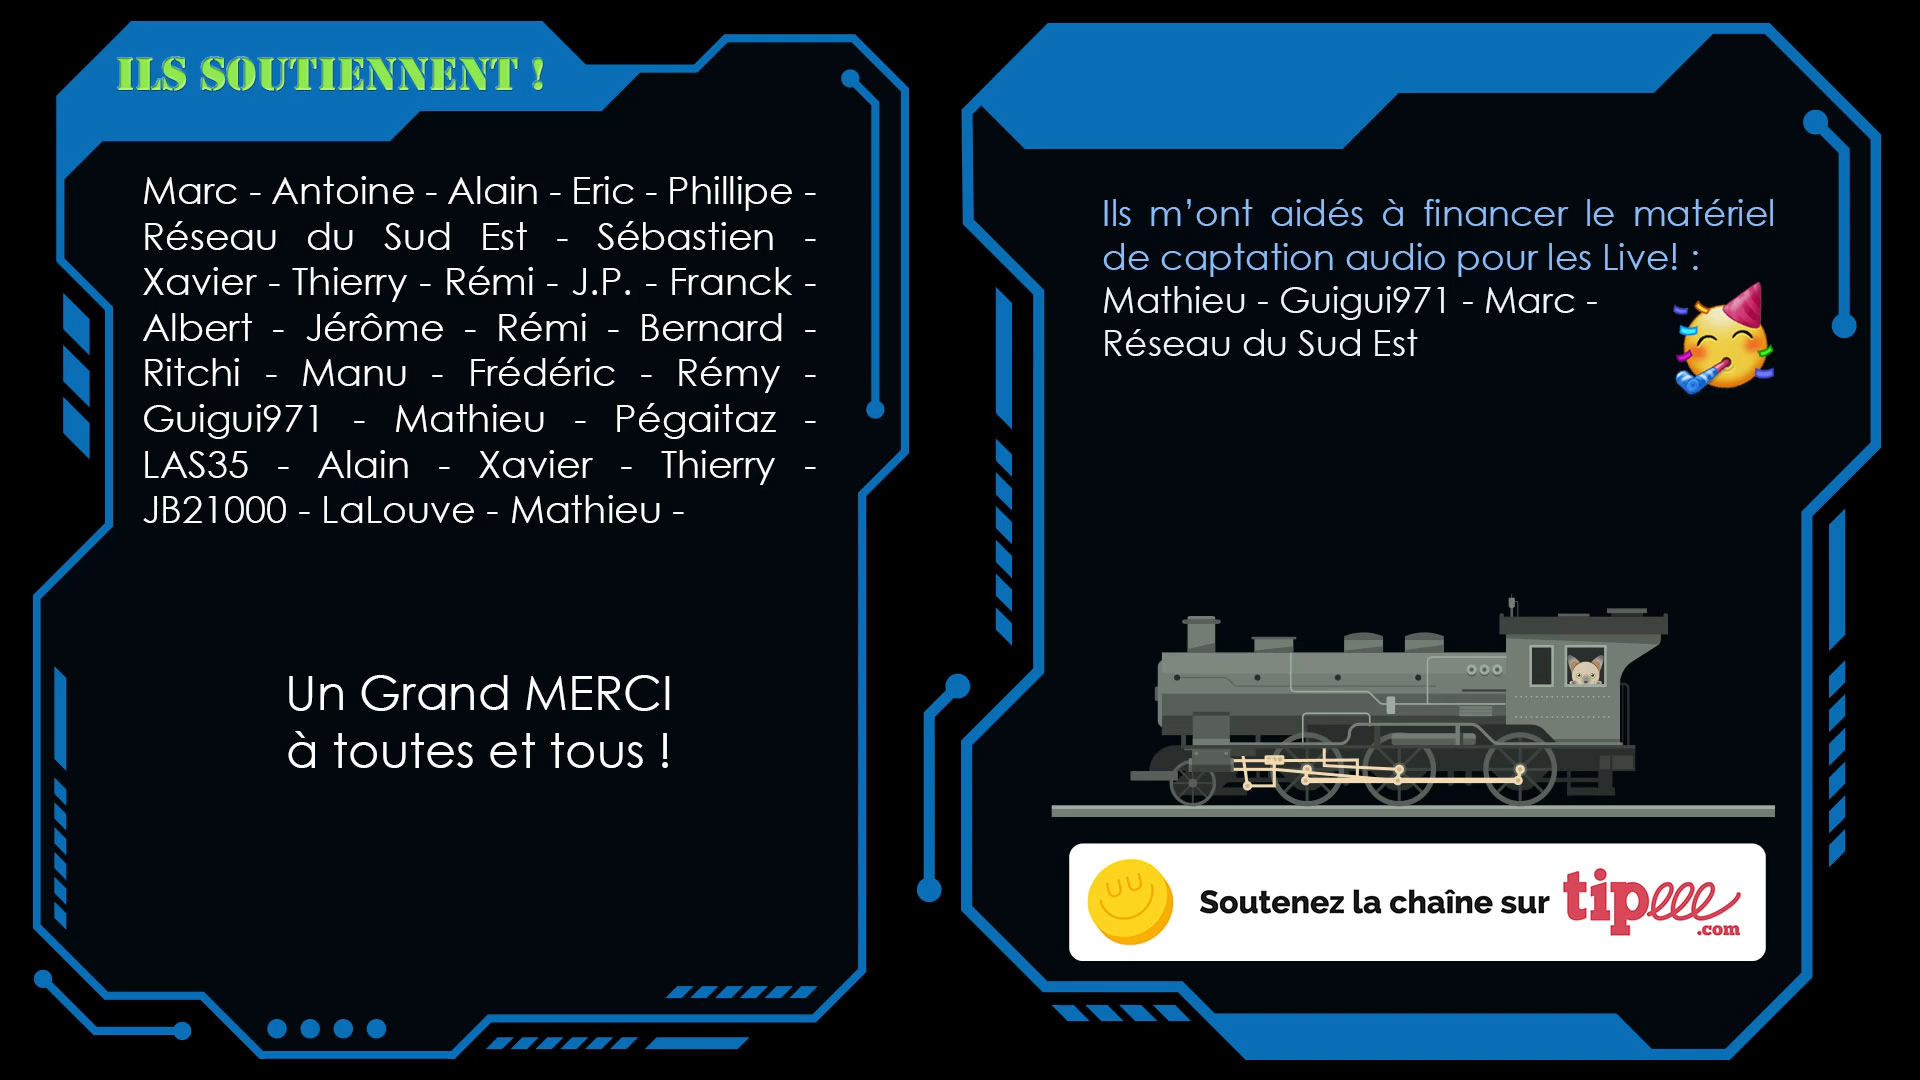 ILS SOUTIENNENT !
Marc - Antoine - Alain - Eric - Phillipe -
Réseau du Sud Est - Sébastien -
Xavier - Thierry - Rémi - J.P. - Franck -
Albert - Jérôme - Rémi - Bernard -
Ritchi - Manu - Frédéric - Rémy -
Guigui971 - Mathieu - Pégaitaz -
LAS35 - Alain - Xavier - Thierry -
JB21000 - LaLouve - Mathieu -
Un Grand MERCI
à toutes et tous !
Ils m’ont aidés à financer le matériel
de captation audio pour les Live! :
Mathieu - Guigui971 - Marc -
Réseau du Sud Est
Soutenez la chaîne sur tipeee
.com